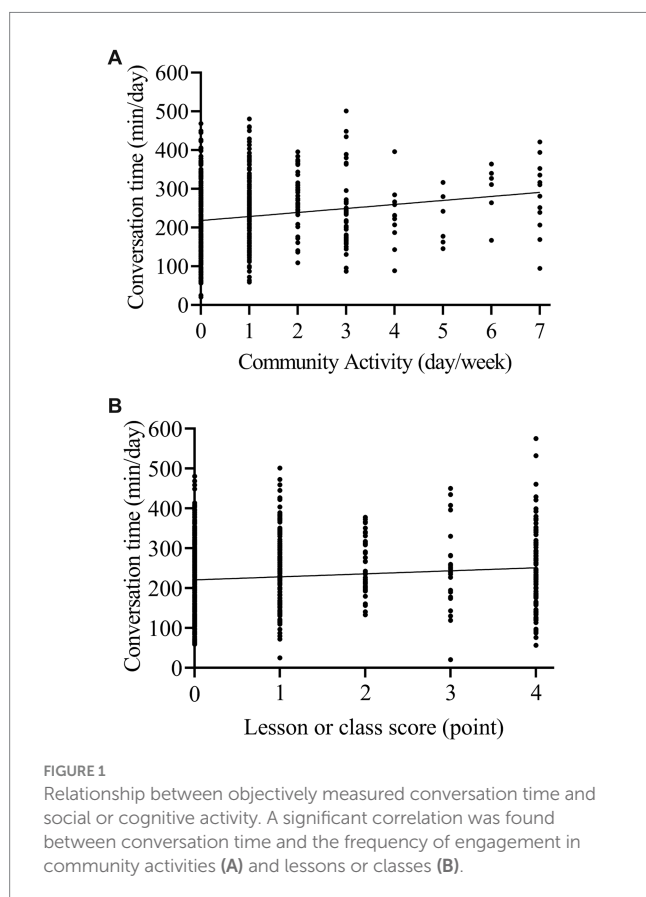 A
Conversation time (min/day)
600
500
400
300
200
100
0
0 1 2 3 4 5 6 7
Community Activity (day/week)
B
Conversation time (min/day)
600
500
400
300
200
100
0
0 1 2 3 4
Lesson or class score (point)
FIGURE 1
Relationship between objectively measured conversation time and
social or cognitive activity. A significant correlation was found
between conversation time and the frequency of engagement in
community activities (A) and lessons or classes (B).